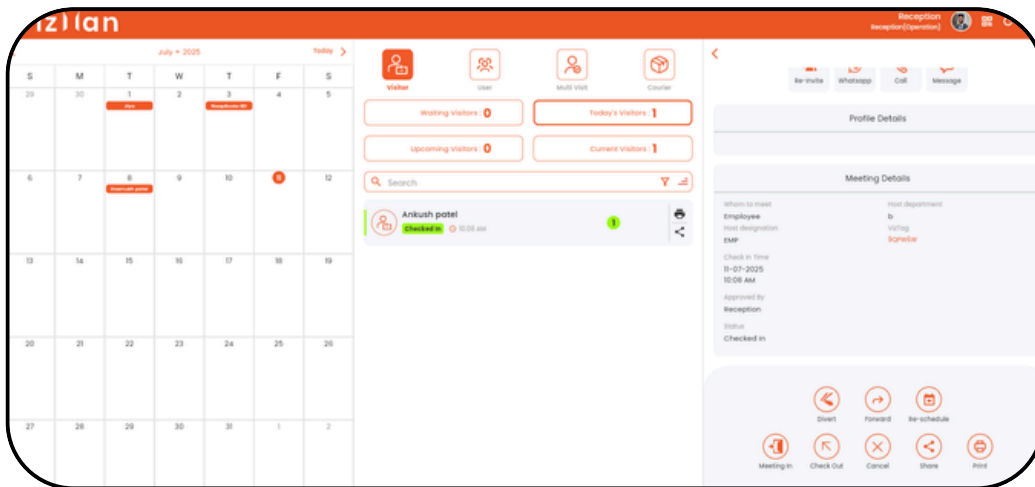 Reception
Reception(Operation)
July 2025
Today
S M T W T F S
29 30 1 2 3 4 5
6 7 8 9 10 11 12
13 14 15 16 17 18 19
20 21 22 23 24 25 26
27 28 29 30 31 1 2
Visitor User Multi Visit Courier
Waiting Visitors : 0 Today's Visitors : 1
Upcoming Visitors : 0 Current Visitors : 1
Search
Ankush patel
Checked In 10:08 AM
1
Re-invite Whatsapp Call Message
Profile Details
Meeting Details
Whom to meet
Employee
Host department
b
Host designation
EMP
VizTag
Check in Time
11-07-2025
10:08 AM
Approved By
Reception
Status
Checked In
Divert Forward Re-schedule
Meeting In Check Out Cancel Share Print